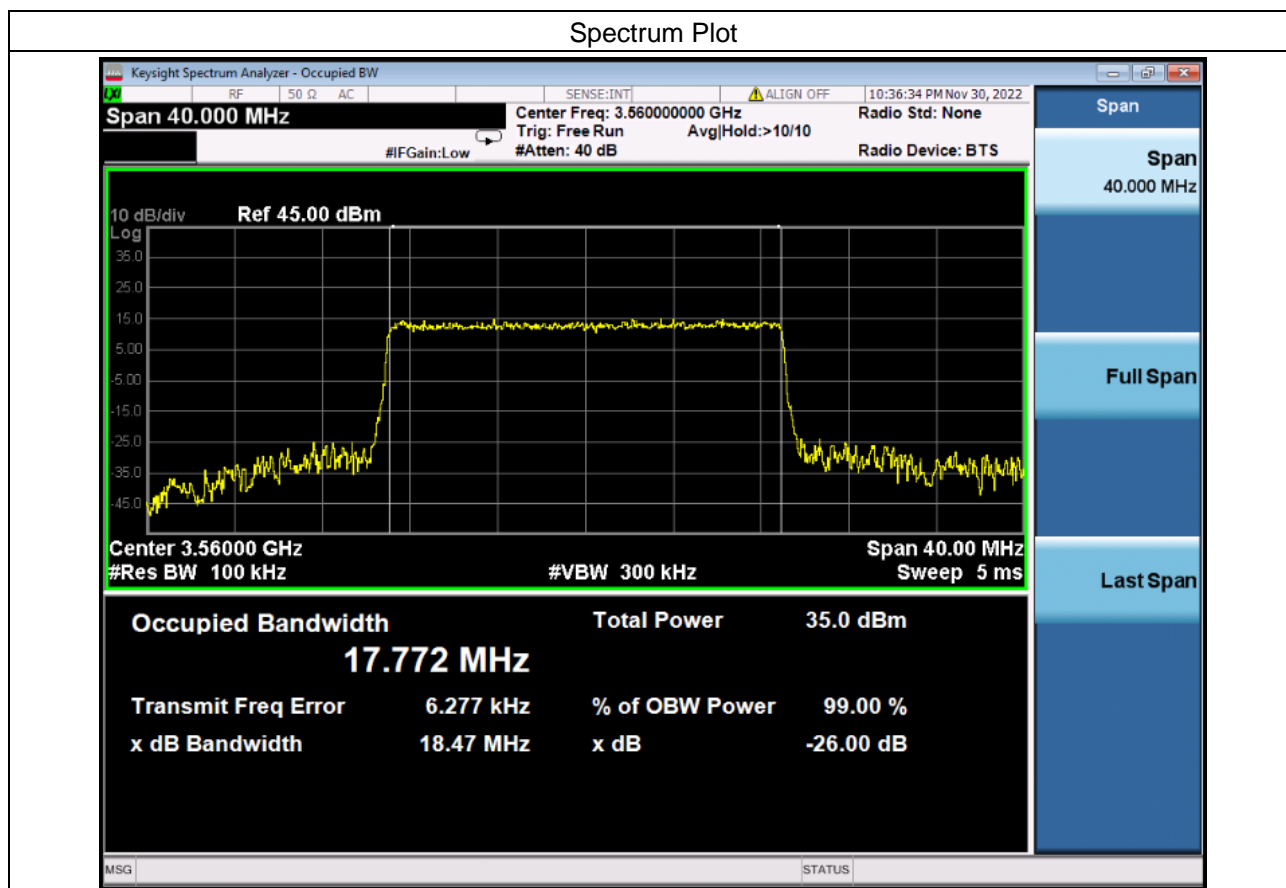 Spectrum Plot
Keysight Spectrum Analyzer - Occupied BW
LXI RF 50 Ω AC SENSE:INT ALIGN OFF 10:36:34 PM Nov 30, 2022
Span 40.000 MHz Center Freq: 3.560000000 GHz Radio Std: None
Trig: Free Run Avg|Hold:>10/10
#IFGain:Low #Atten: 40 dB Radio Device: BTS
10 dB/div Ref 45.00 dBm
Log
35.0
25.0
15.0
5.00
-5.00
-15.0
-25.0
-35.0
-45.0
Center 3.56000 GHz Span 40.00 MHz
#Res BW 100 kHz #VBW 300 kHz Sweep 5 ms
Occupied Bandwidth Total Power 35.0 dBm
17.772 MHz
Transmit Freq Error 6.277 kHz % of OBW Power 99.00 %
x dB Bandwidth 18.47 MHz x dB -26.00 dB
MSG STATUS
Span
Span
40.000 MHz
Full Span
Last Span